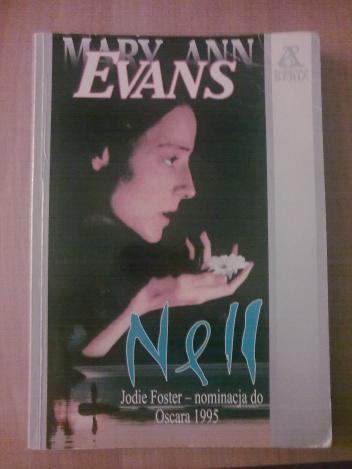 MARY ANN
EVANS
Nell
Jodie Foster – nominacja do
Oscara 1995